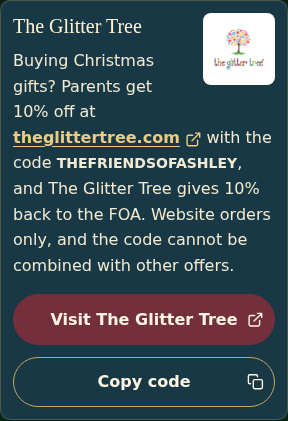 The Glitter Tree
the glitter tree
Buying Christmas
gifts? Parents get
10% off at
theglittertree.com with the
code THEFRIENDSOFASHLEY,
and The Glitter Tree gives 10%
back to the FOA. Website orders
only, and the code cannot be
combined with other offers.
Visit The Glitter Tree
Copy code